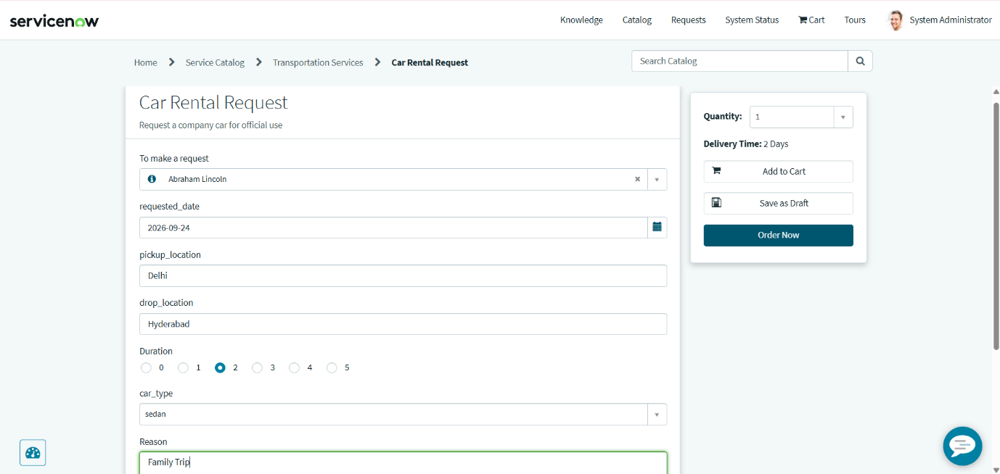 servicenow
Knowledge Catalog Requests System Status Cart Tours System Administrator
Home Service Catalog Transportation Services Car Rental Request
Search Catalog
Car Rental Request
Request a company car for official use
To make a request
Abraham Lincoln
requested_date
2026-09-24
pickup_location
Delhi
drop_location
Hyderabad
Duration
0 1 2 3 4 5
car_type
sedan
Reason
Family Trip
Quantity: 1
Delivery Time: 2 Days
Add to Cart
Save as Draft
Order Now